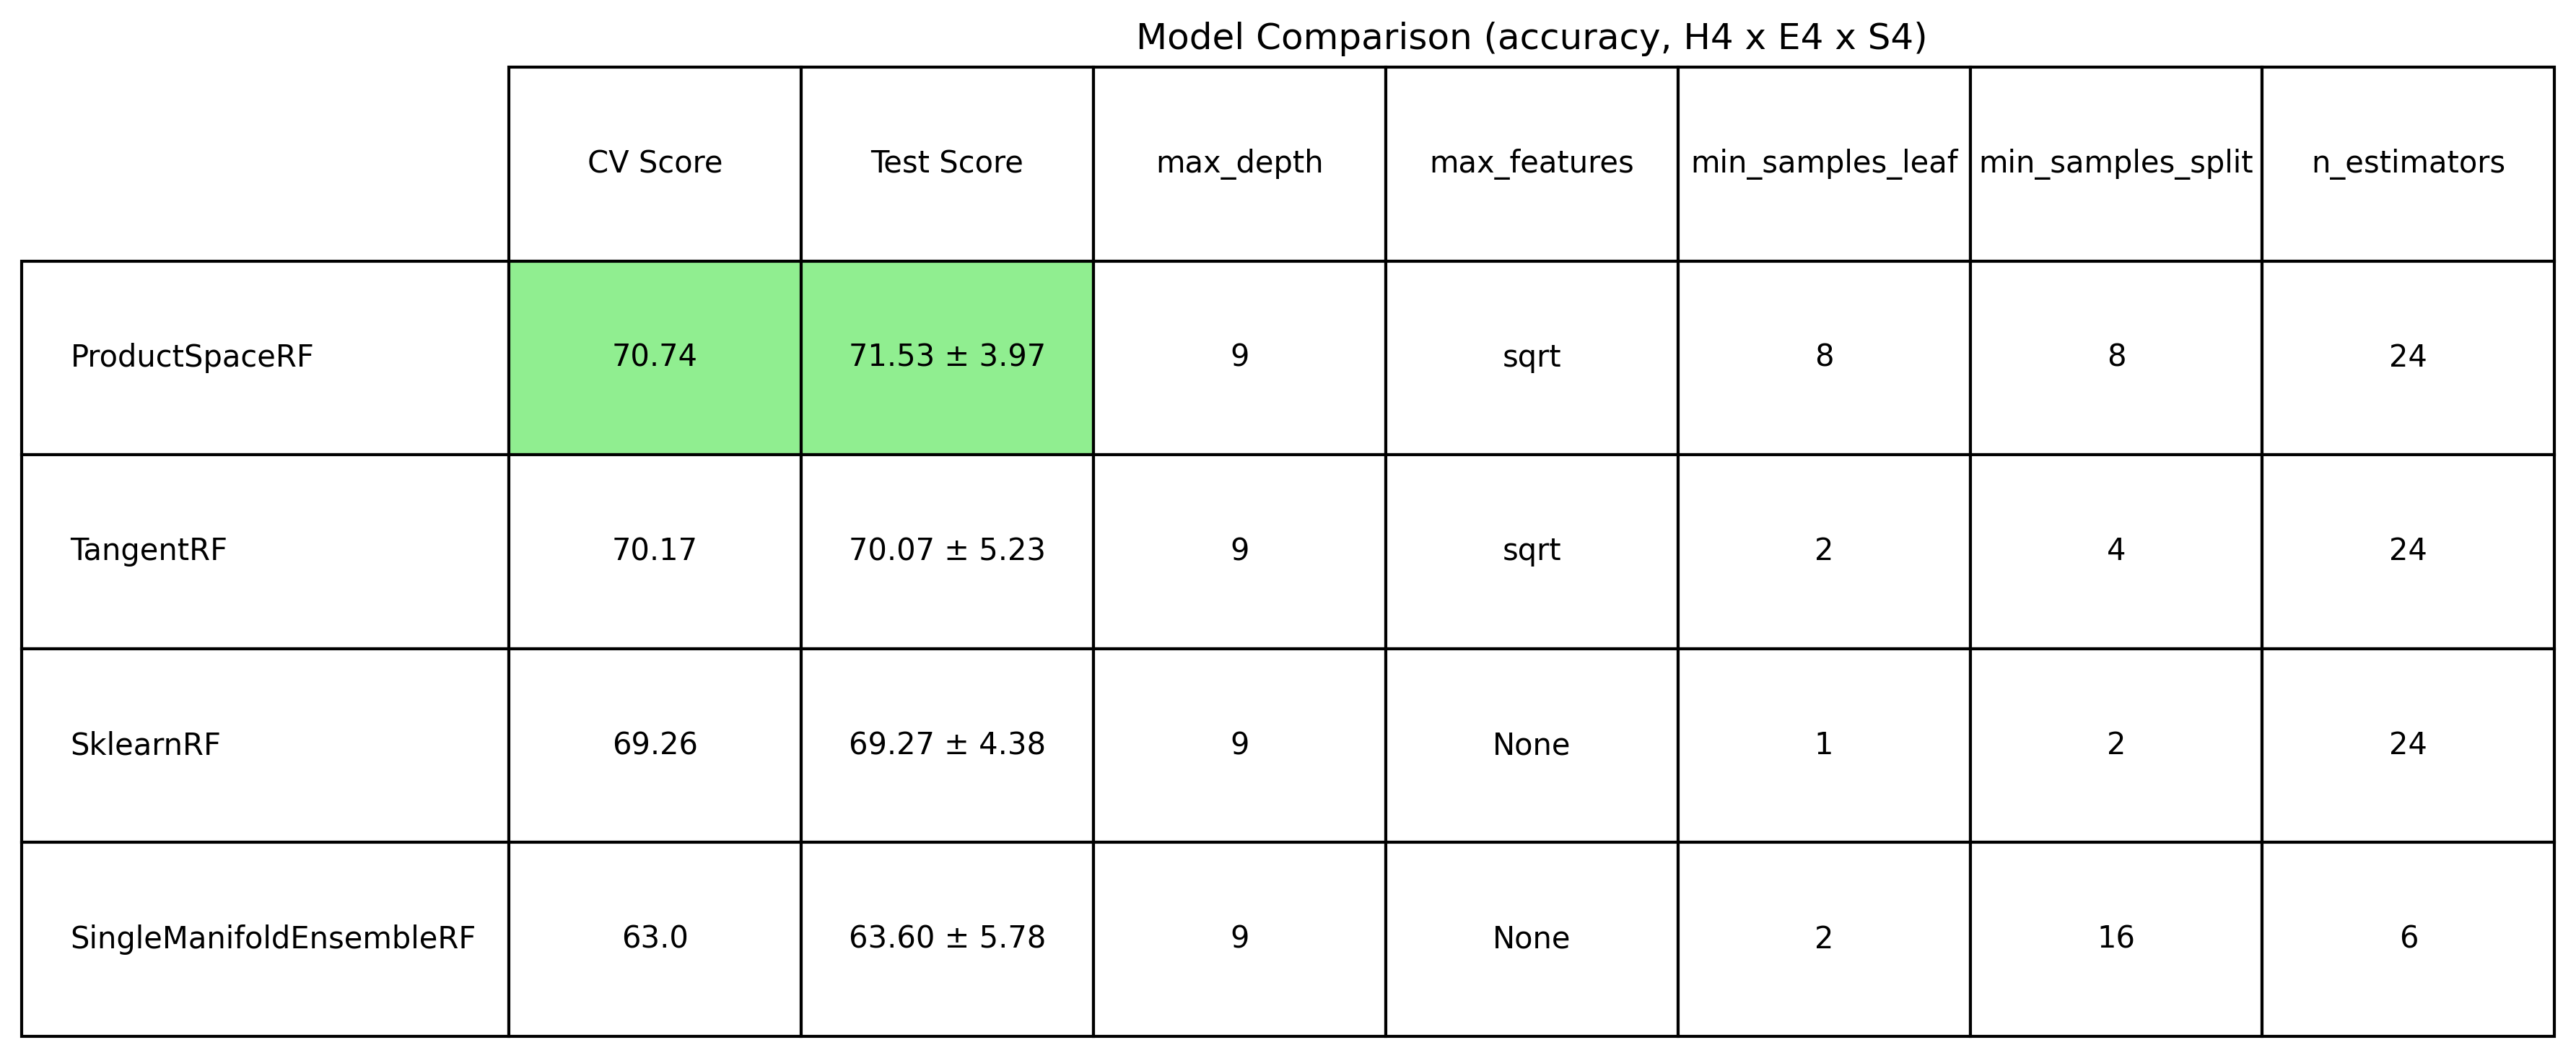 Model Comparison (accuracy, H4 x E4 x S4)
CV Score Test Score max_depth max_features min_samples_leaf min_samples_split n_estimators
ProductSpaceRF 70.74 71.53 ± 3.97 9 sqrt 8 8 24
TangentRF 70.17 70.07 ± 5.23 9 sqrt 2 4 24
SklearnRF 69.26 69.27 ± 4.38 9 None 1 2 24
SingleManifoldEnsembleRF 63.0 63.60 ± 5.78 9 None 2 16 6